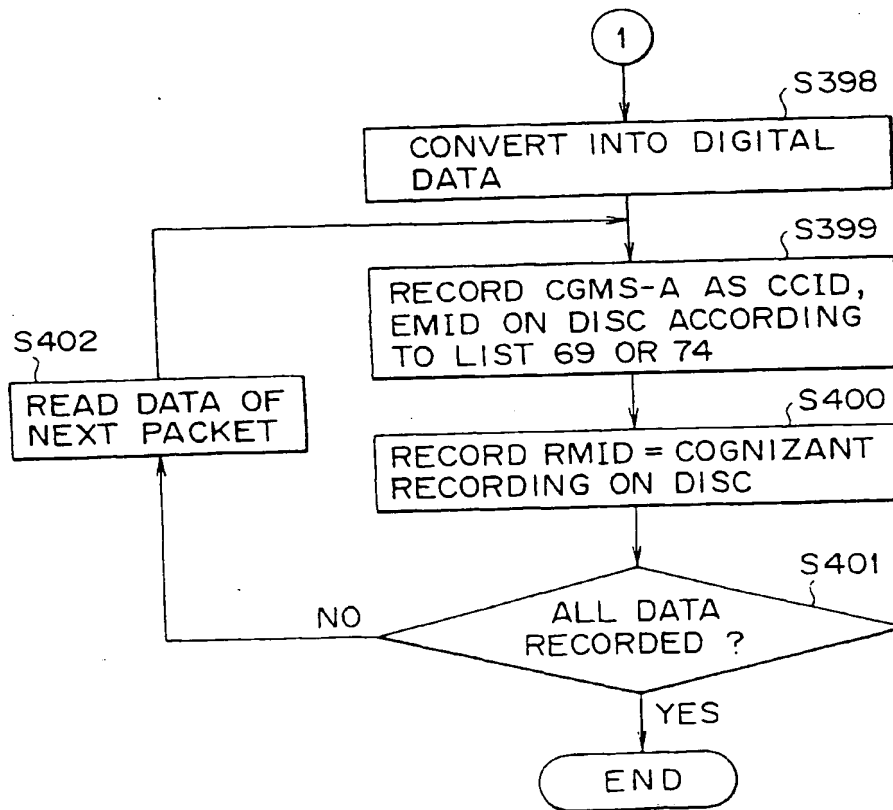 1
S398
CONVERT INTO DIGITAL
DATA
S399
RECORD CGMS-A AS CCID,
EMID ON DISC ACCORDING
TO LIST 69 OR 74
S402
READ DATA OF
NEXT PACKET
S400
RECORD RMID = COGNIZANT
RECORDING ON DISC
S401
ALL DATA
RECORDED ?
NO
YES
END